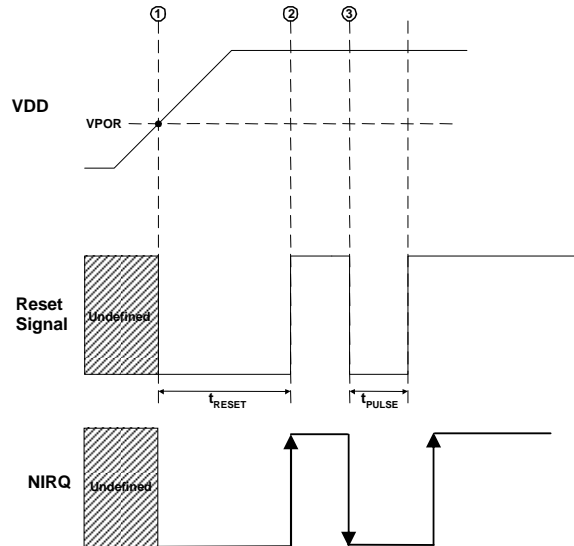 1 2 3
VDD
VPOR
Reset
Signal
Undefined
tRESET
tPULSE
NIRQ
Undefined